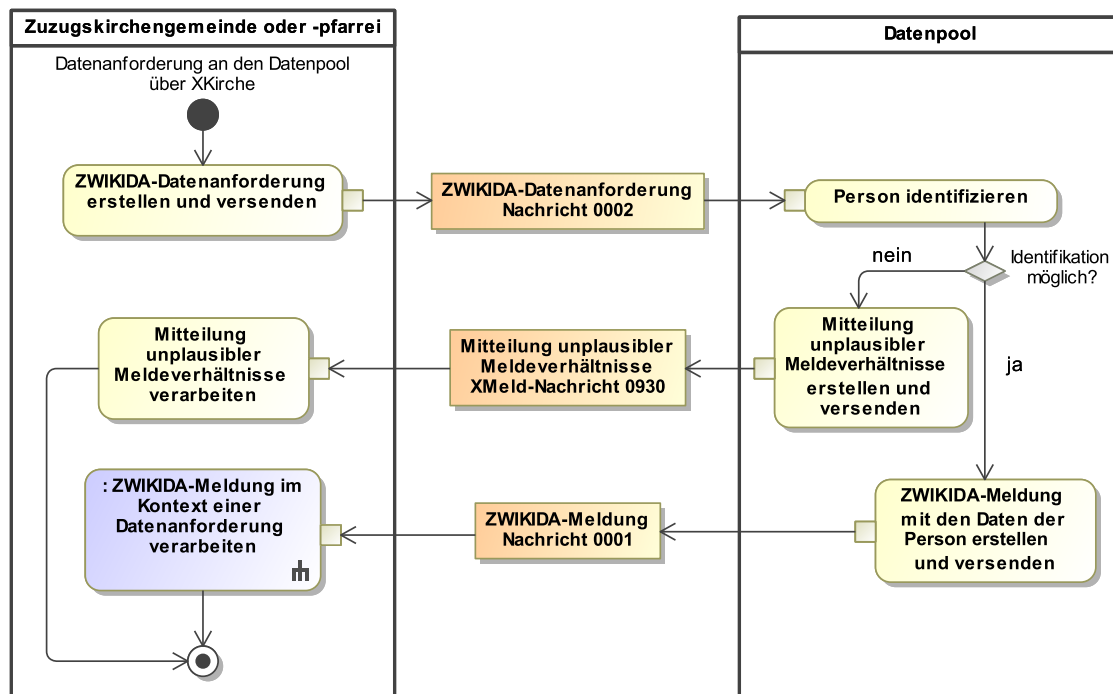 Zuzugskirchengemeinde oder -pfarrei
Datenpool
Datenanforderung an den Datenpool
über XKirche
ZWIKIDA-Datenanforderung
erstellen und versenden
ZWIKIDA-Datenanforderung
Nachricht 0002
Person identifizieren
nein
Identifikation
möglich?
Mitteilung
unplausibler
Meldeverhältnisse
verarbeiten
Mitteilung unplausibler
Meldeverhältnisse
XMeld-Nachricht 0930
Mitteilung
unplausibler
Meldeverhältnisse
erstellen und
versenden
ja
: ZWIKIDA-Meldung im
Kontext einer
Datenanforderung
verarbeiten
ZWIKIDA-Meldung
Nachricht 0001
ZWIKIDA-Meldung
mit den Daten der
Person erstellen
und versenden